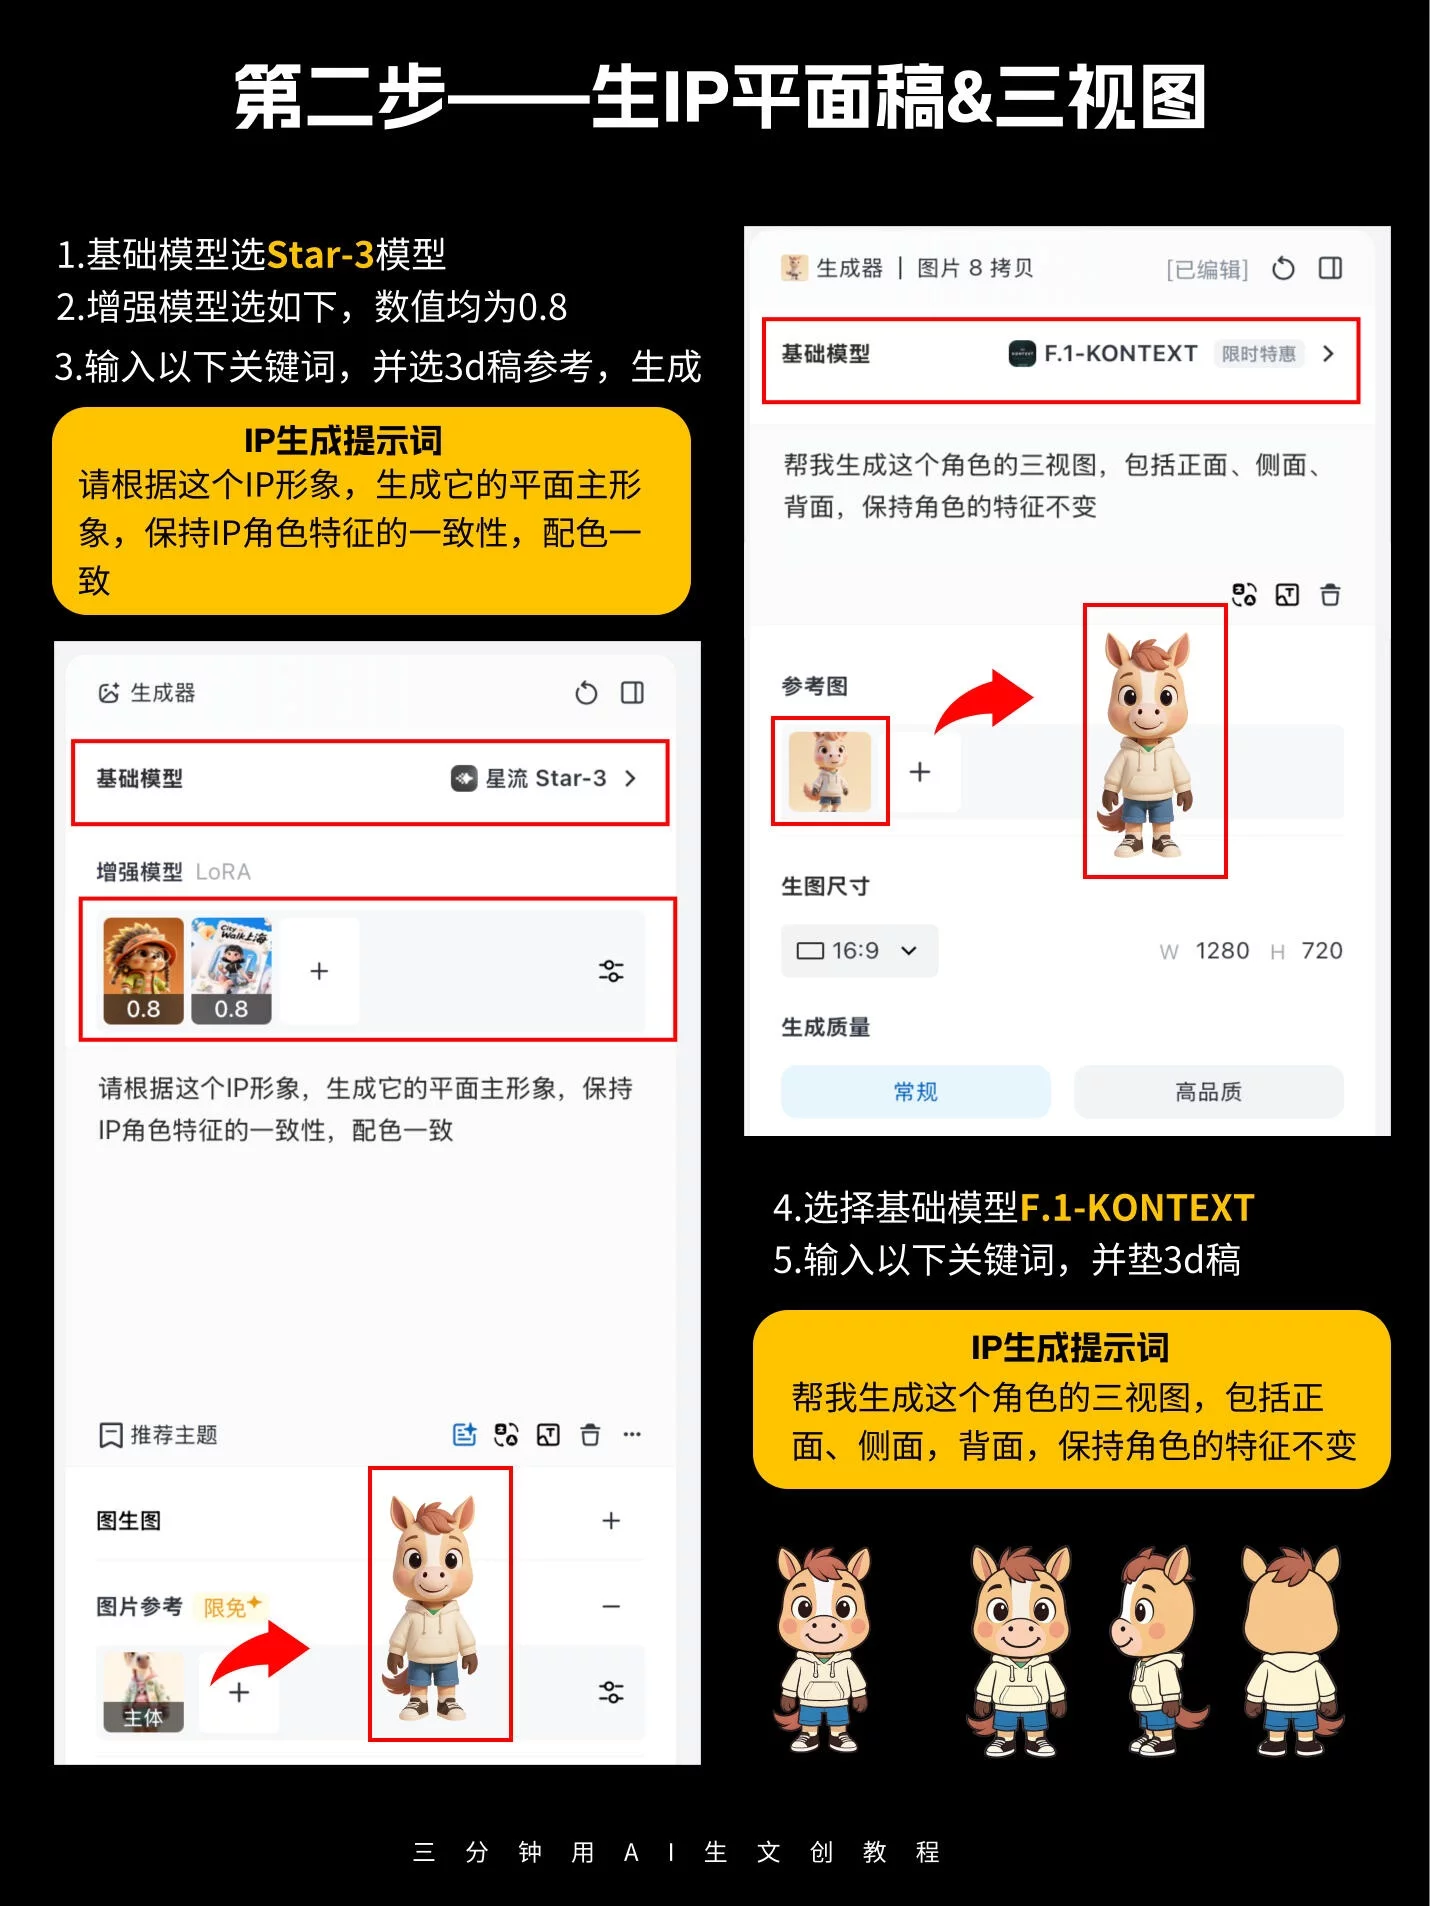 第二步——生IP平面稿&三视图
1.基础模型选Star-3模型
2.增强模型选如下，数值均为0.8
3.输入以下关键词，并选3d稿参考，生成
IP生成提示词
请根据这个IP形象，生成它的平面主形
象，保持IP角色特征的一致性，配色一
致
生成器
基础模型
星流 Star-3
增强模型 LoRA
City Walk上海
0.8
0.8
请根据这个IP形象，生成它的平面主形象，保持
IP角色特征的一致性，配色一致
推荐主题
图生图
图片参考 限免
主体
生成器 | 图片 8 拷贝 [已编辑]
基础模型
KONTEXT
F.1-KONTEXT 限时特惠
帮我生成这个角色的三视图，包括正面、侧面、
背面，保持角色的特征不变
参考图
生图尺寸
16:9 W 1280 H 720
生成质量
常规 高品质
4.选择基础模型F.1-KONTEXT
5.输入以下关键词，并垫3d稿
IP生成提示词
帮我生成这个角色的三视图，包括正
面、侧面，背面，保持角色的特征不变
三分钟用AI生文创教程